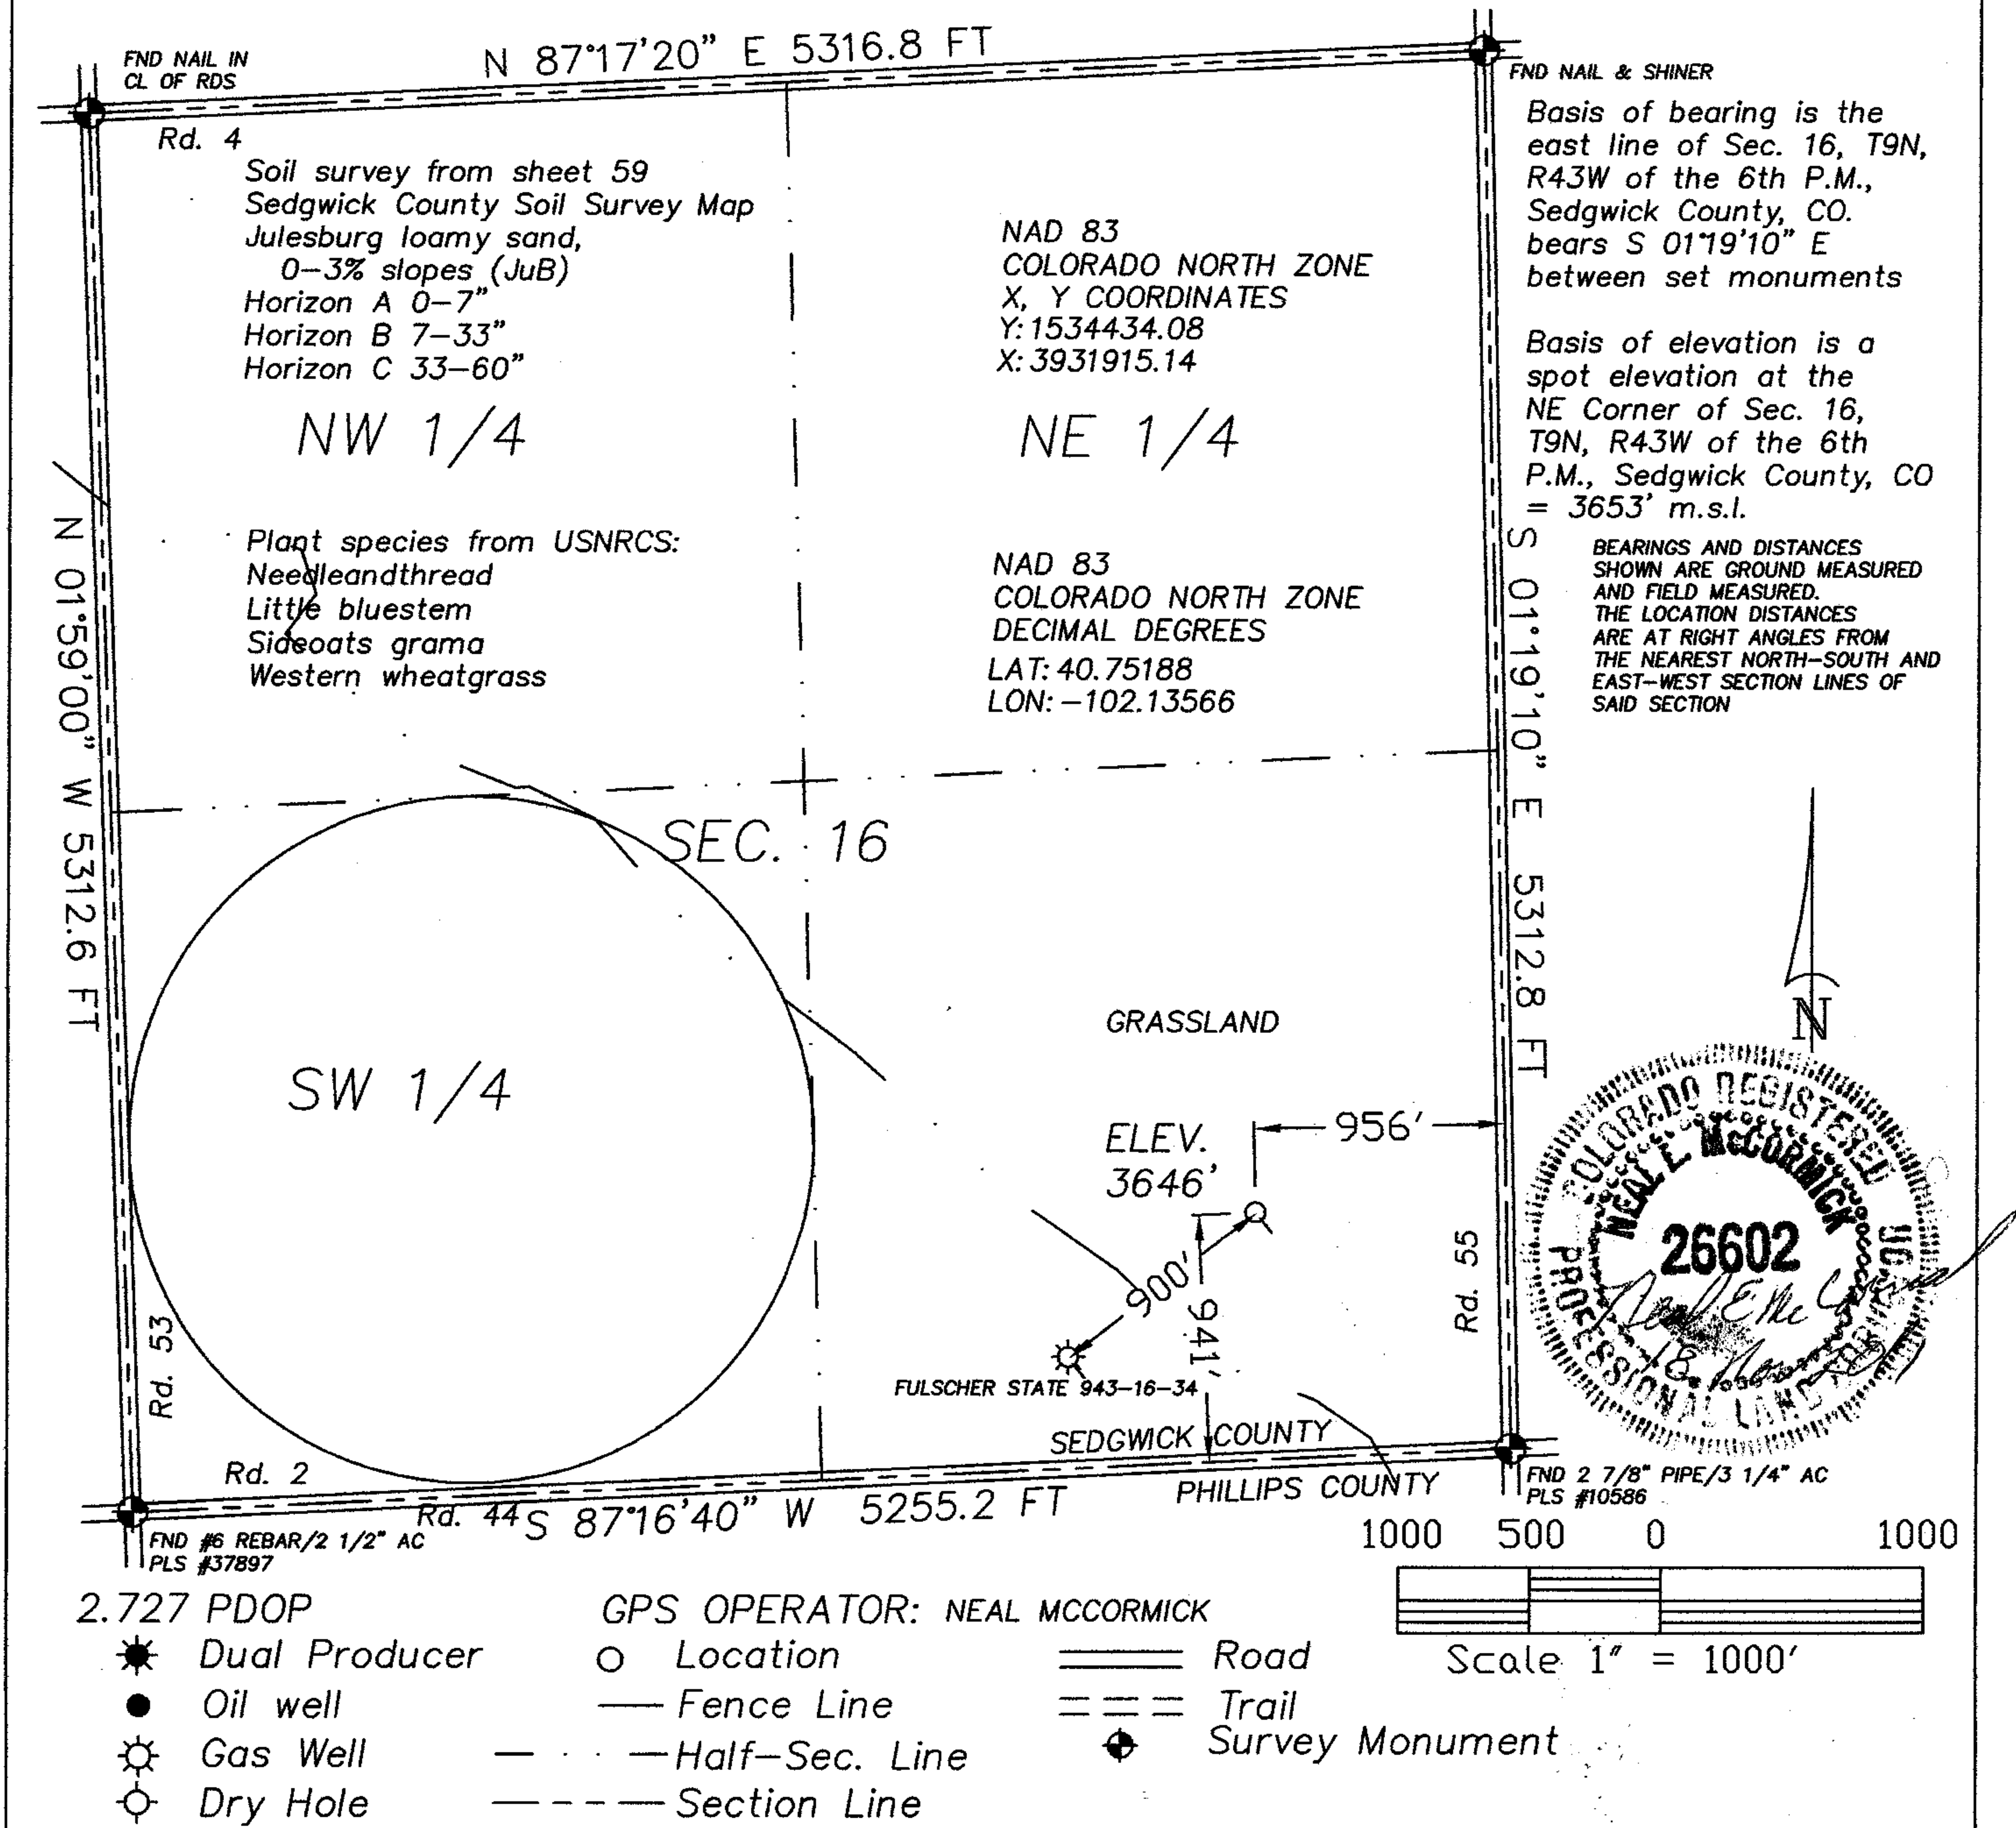 N 87°17'20" E 5316.8 FT
FND NAIL IN
CL OF RDS
FND NAIL & SHINER
Rd. 4
Soil survey from sheet 59
Sedgwick County Soil Survey Map
Julesburg loamy sand,
0-3% slopes (JuB)
Horizon A 0-7"
Horizon B 7-33"
Horizon C 33-60"
NW 1/4
Plant species from USNRCS:
Needleandthread
Little bluestem
Sideoats grama
Western wheatgrass
NAD 83
COLORADO NORTH ZONE
X, Y COORDINATES
Y: 1534434.08
X: 3931915.14
NE 1/4
NAD 83
COLORADO NORTH ZONE
DECIMAL DEGREES
LAT: 40.75188
LON: -102.13566
Basis of bearing is the
east line of Sec. 16, T9N,
R43W of the 6th P.M.,
Sedgwick County, CO.
bears S 01°19'10" E
between set monuments
Basis of elevation is a
spot elevation at the
NE Corner of Sec. 16,
T9N, R43W of the 6th
P.M., Sedgwick County, CO
= 3653' m.s.l.
BEARINGS AND DISTANCES
SHOWN ARE GROUND MEASURED
AND FIELD MEASURED.
THE LOCATION DISTANCES
ARE AT RIGHT ANGLES FROM
THE NEAREST NORTH-SOUTH AND
EAST-WEST SECTION LINES OF
SAID SECTION
N 01°59'00" W 5312.6 FT
S 01°19'10" E 5312.8 FT
SEC. 16
N
GRASSLAND
SW 1/4
ELEV.
3646'
956'
900'
941'
FULSCHER STATE 943-16-34
Rd. 53
Rd. 55
COLORADO REGISTERED
NEAL E. McCORMICK
26602
Neal E Mc
PROFESSIONAL LAND
SEDGWICK COUNTY
PHILLIPS COUNTY
Rd. 2
Rd. 44
S 87°16'40" W 5255.2 FT
FND #6 REBAR/2 1/2" AC
PLS #37897
FND 2 7/8" PIPE/3 1/4" AC
PLS #10586
1000 500 0 1000
Scale 1" = 1000'
2.727 PDOP
GPS OPERATOR: NEAL MCCORMICK
Dual Producer
Oil well
Gas Well
Dry Hole
Location
Fence Line
Half-Sec. Line
Section Line
Road
Trail
Survey Monument